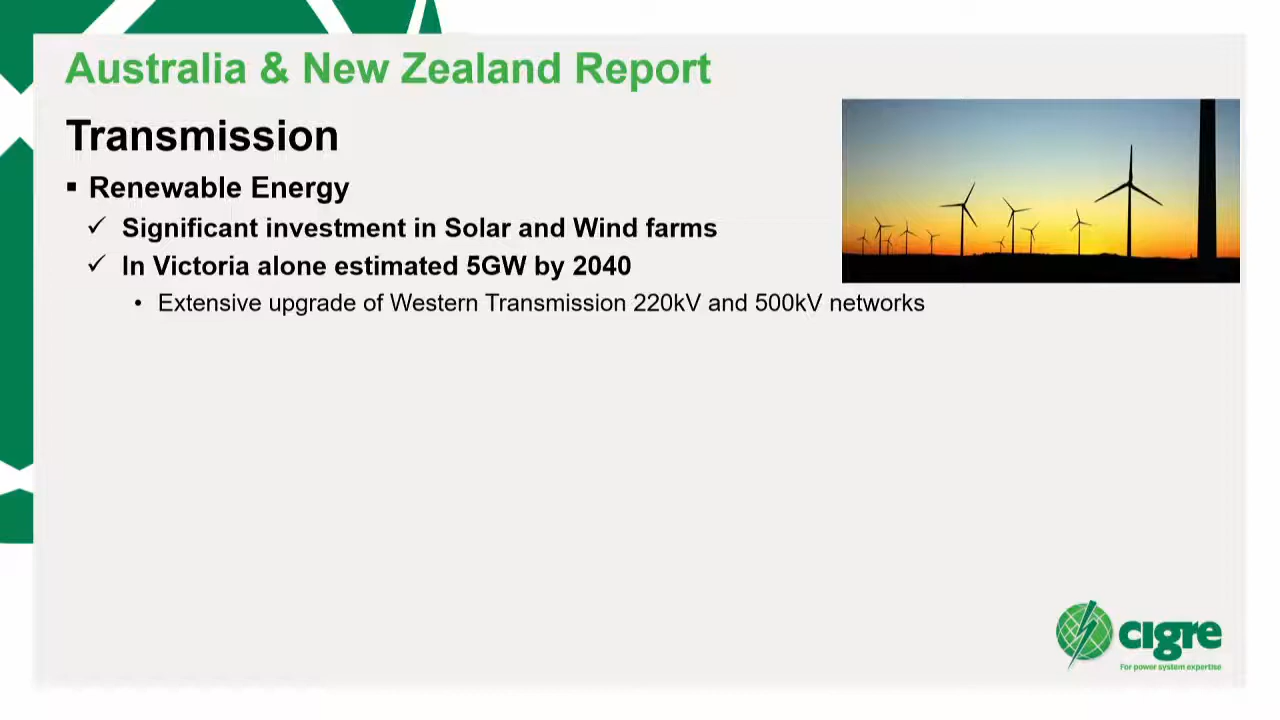 Australia & New Zealand Report
Transmission
▪ Renewable Energy
✓ Significant investment in Solar and Wind farms
✓ In Victoria alone estimated 5GW by 2040
• Extensive upgrade of Western Transmission 220kV and 500kV networks
cigre
For power system expertise